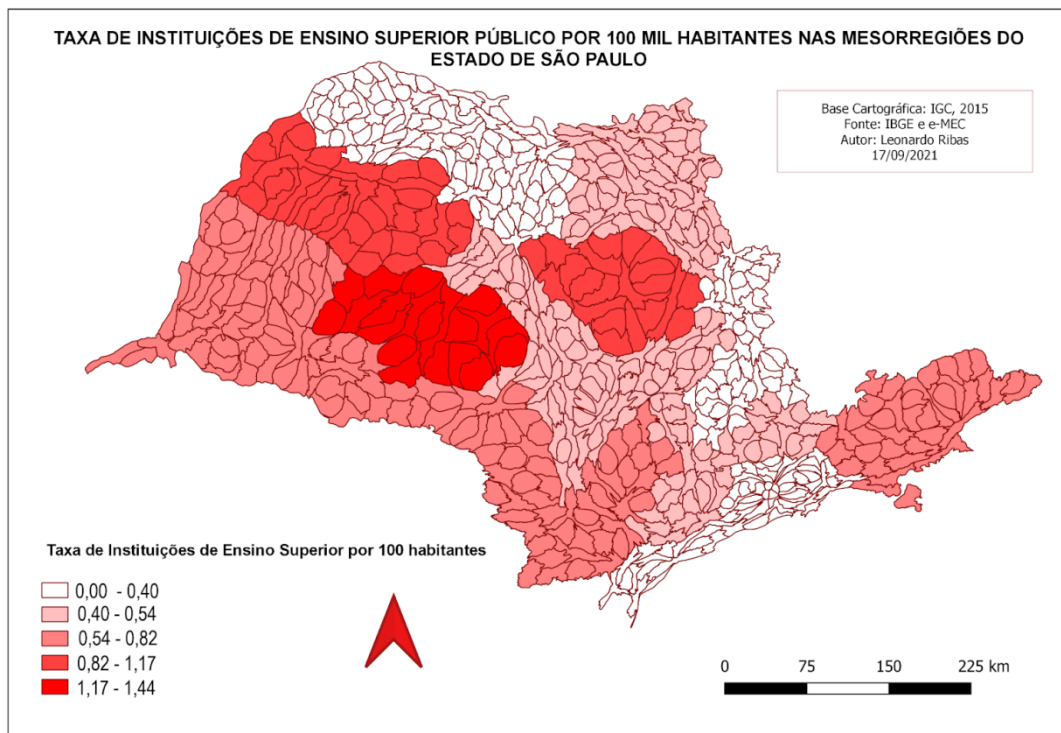 TAXA DE INSTITUIÇÕES DE ENSINO SUPERIOR PÚBLICO POR 100 MIL HABITANTES NAS MESORREGIÕES DO
ESTADO DE SÃO PAULO
Base Cartográfica: IGC, 2015
Fonte: IBGE e e-MEC
Autor: Leonardo Ribas
17/09/2021
Taxa de Instituições de Ensino Superior por 100 habitantes
0,00 - 0,40
0,40 - 0,54
0,54 - 0,82
0,82 - 1,17
1,17 - 1,44
0 75 150 225 km